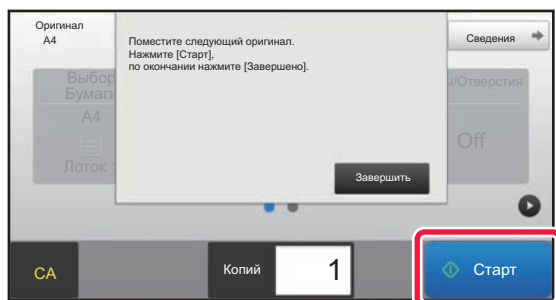 Оригинал
A4
Поместите следующий оригинал.
Нажмите [Старт],
по окончании нажмите [Завершено].
Сведения
Выбор
Бумаги
A4
Лоток
ы/Отверстия
Off
Завершить
CA
Копий
1
Старт